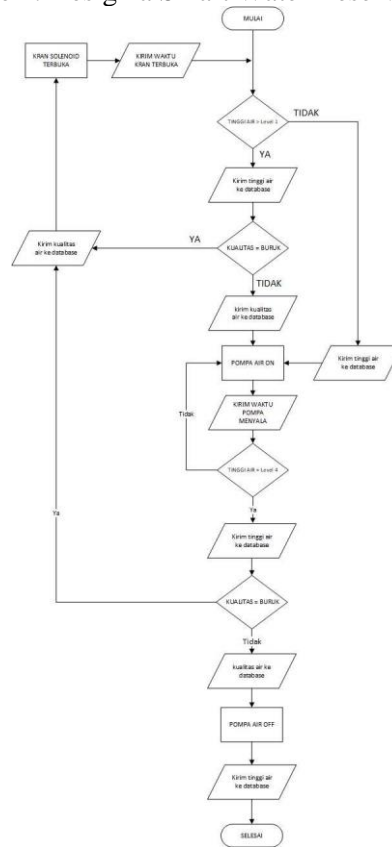 MULAI
KRAN SOLENOID
TERBUKA
KIRIM WAKTU
KRAN TERBUKA
TINGGI AIR > Level 1
TIDAK
YA
Kirim tinggi air
ke database
KUALITAS = BURUK
YA
Kirim kualitas
air ke database
TIDAK
kirim kualitas
air ke database
POMPA AIR ON
Kirim tinggi air
ke database
KIRIM WAKTU
POMPA
MENYALA
Tidak
TINGGI AIR = Level 4
Ya
Ya
Kirim tinggi air
ke database
KUALITAS = BURUK
Tidak
kualitas air ke
database
POMPA AIR OFF
Kirim tinggi air
ke database
SELESAI